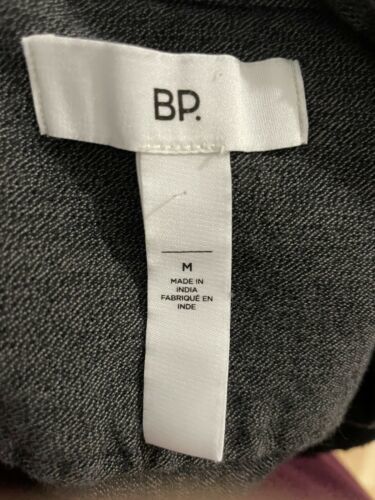 BP.
M
MADE IN
INDIA
FABRIQUÉ EN
INDE